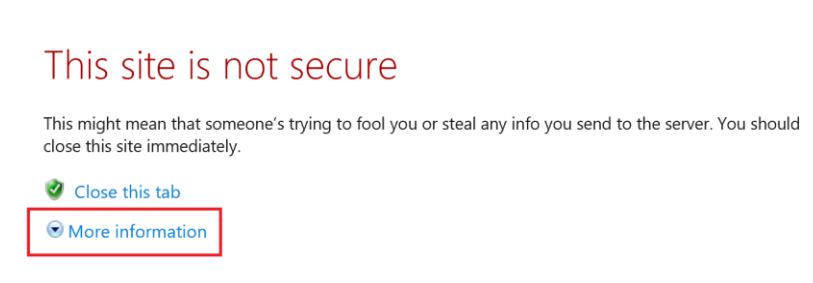 This site is not secure
This might mean that someone's trying to fool you or steal any info you send to the server. You should
close this site immediately.
Close this tab
More information